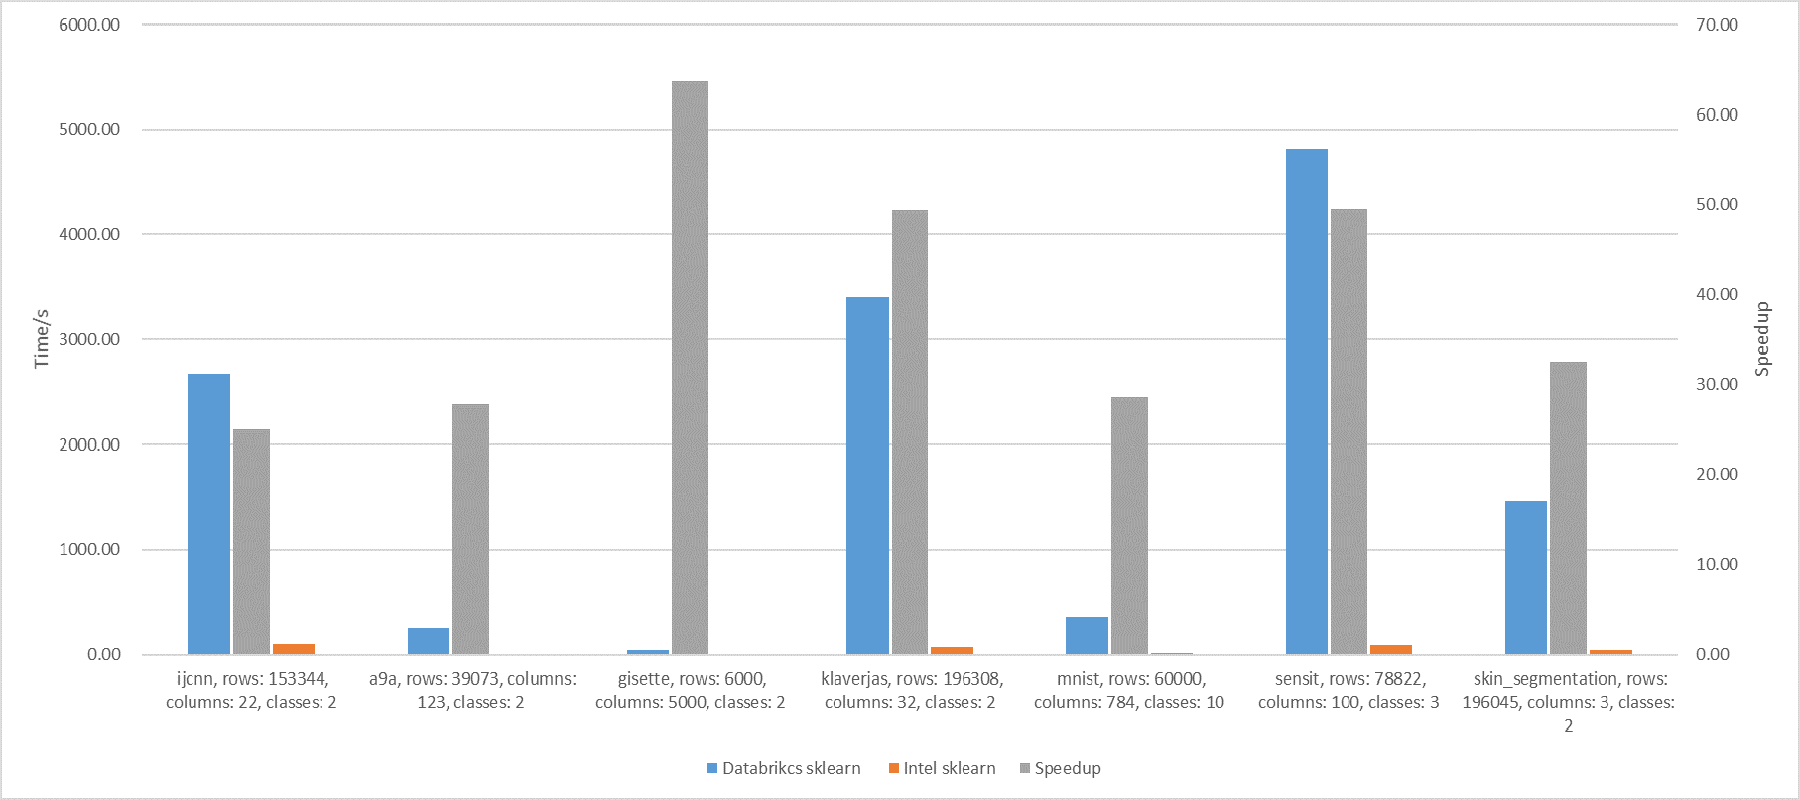 6000.00
5000.00
4000.00
3000.00
2000.00
1000.00
0.00
Time/s
70.00
60.00
50.00
40.00
30.00
20.00
10.00
0.00
Speedup
ijcnn, rows: 153344,
columns: 22, classes: 2
a9a, rows: 39073, columns:
123, classes: 2
gisette, rows: 6000,
columns: 5000, classes: 2
klaverjas, rows: 196308,
columns: 32, classes: 2
mnist, rows: 60000,
columns: 784, classes: 10
sensit, rows: 78822,
columns: 100, classes: 3
skin_segmentation, rows:
196045, columns: 3, classes:
2
Databrikcs sklearn
Intel sklearn
Speedup